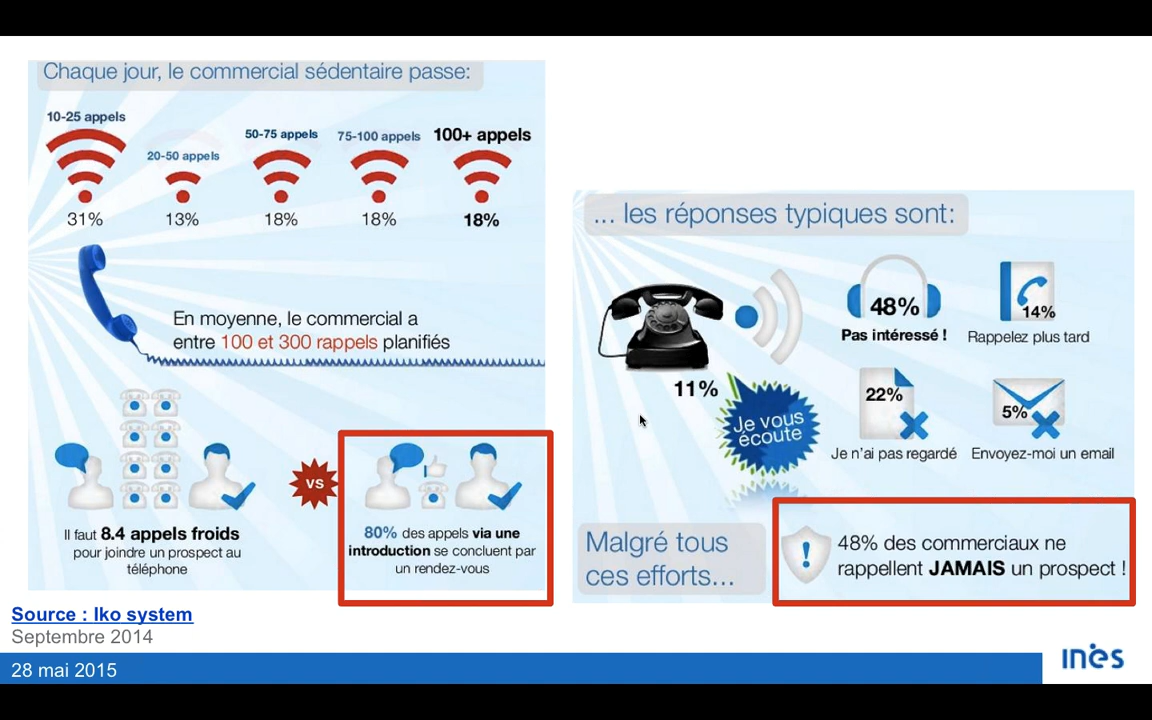 Chaque jour, le commercial sédentaire passe:
10-25 appels
20-50 appels
50-75 appels
75-100 appels
100+ appels
31%
13%
18%
18%
18%
En moyenne, le commercial a
entre 100 et 300 rappels planifiés
Il faut 8.4 appels froids
pour joindre un prospect au
téléphone
vs
80% des appels via une
introduction se concluent par
un rendez-vous
Source : Iko system
Septembre 2014
... les réponses typiques sont:
11%
Je vous
écoute
48%
Pas intéressé !
14%
Rappelez plus tard
22%
Je n'ai pas regardé
5%
Envoyez-moi un email
Malgré tous
ces efforts...
!
48% des commerciaux ne
rappellent JAMAIS un prospect !
28 mai 2015
inès